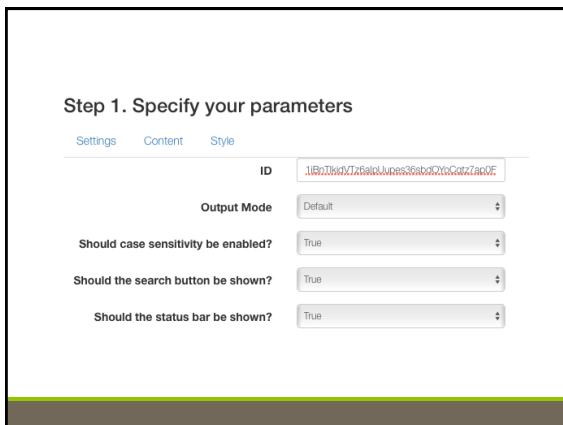 Step 1. Specify your parameters
Settings Content Style
ID
Output Mode Default
Should case sensitivity be enabled? True
Should the search button be shown? True
Should the status bar be shown? True